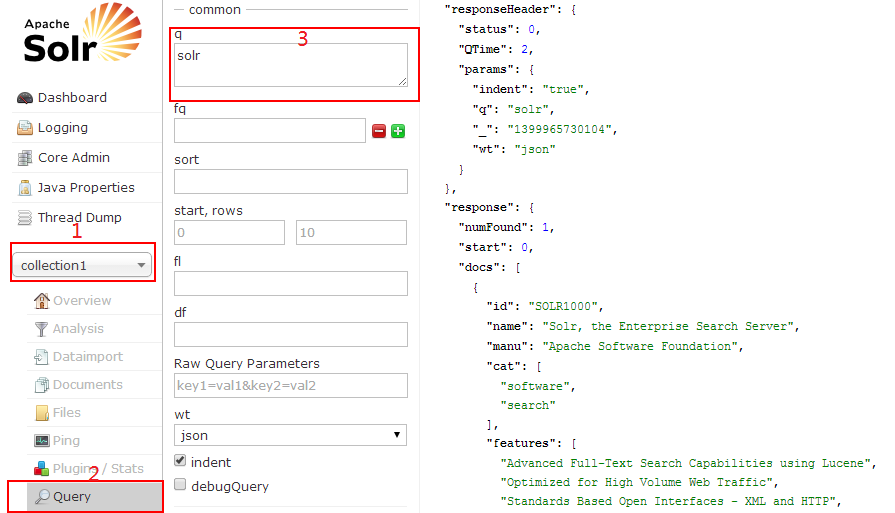 Apache
Solr
Dashboard
Logging
Core Admin
Java Properties
Thread Dump
1
collection1
Overview
Analysis
Dataimport
Documents
Files
Ping
Plugins / Stats
2
Query
common
q
3
solr
fq
sort
start, rows
0
10
fl
df
Raw Query Parameters
key1=val1&key2=val2
wt
json
indent
debugQuery
"responseHeader": {
"status": 0,
"QTime": 2,
"params": {
"indent": "true",
"q": "solr",
"_": "1399965730104",
"wt": "json"
}
},
"response": {
"numFound": 1,
"start": 0,
"docs": [
{
"id": "SOLR1000",
"name": "Solr, the Enterprise Search Server",
"manu": "Apache Software Foundation",
"cat": [
"software",
"search"
],
"features": [
"Advanced Full-Text Search Capabilities using Lucene",
"Optimized for High Volume Web Traffic",
"Standards Based Open Interfaces - XML and HTTP",